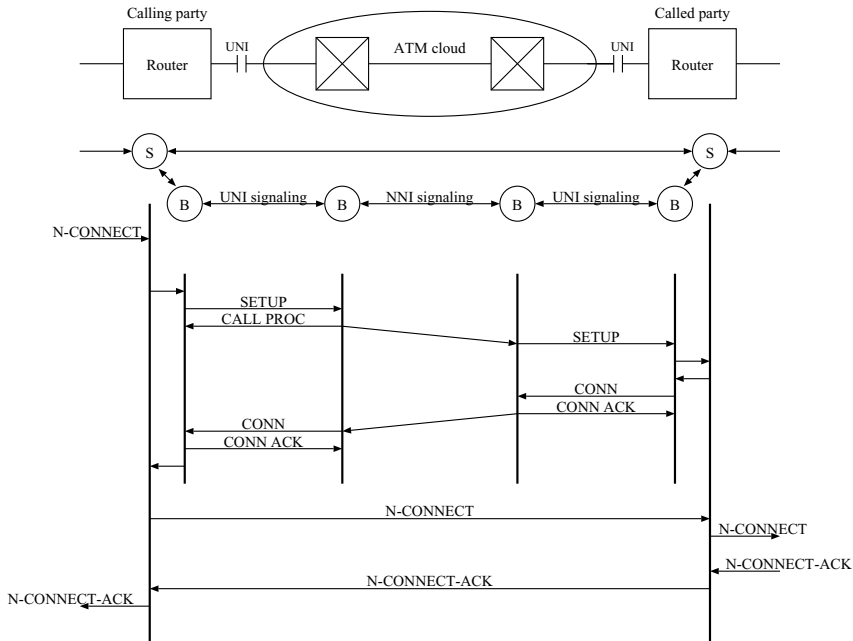 Calling party
Called party
UNI
ATM cloud
UNI
Router
Router
S
S
B
UNI signaling
B
NNI signaling
B
UNI signaling
B
N-CONNECT
SETUP
CALL PROC
SETUP
CONN
CONN ACK
CONN
CONN ACK
N-CONNECT
N-CONNECT
N-CONNECT-ACK
N-CONNECT-ACK
N-CONNECT-ACK